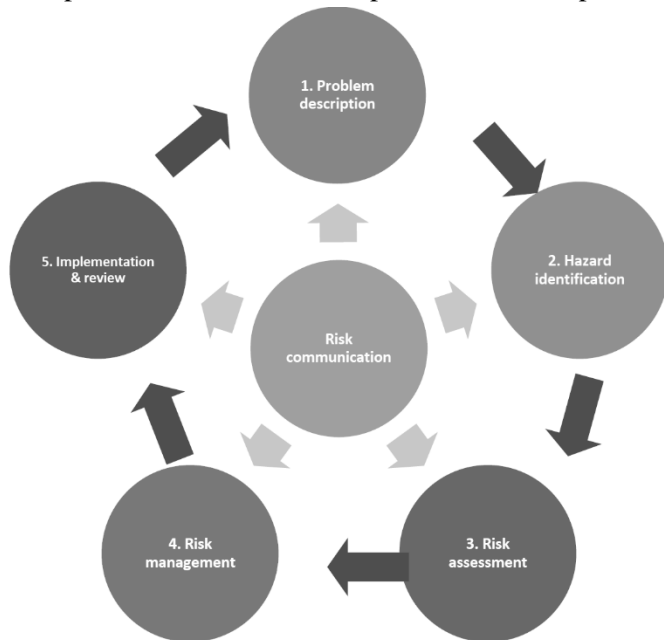 1. Problem
description
2. Hazard
identification
3. Risk
assessment
4. Risk
management
5. Implementation
& review
Risk
communication